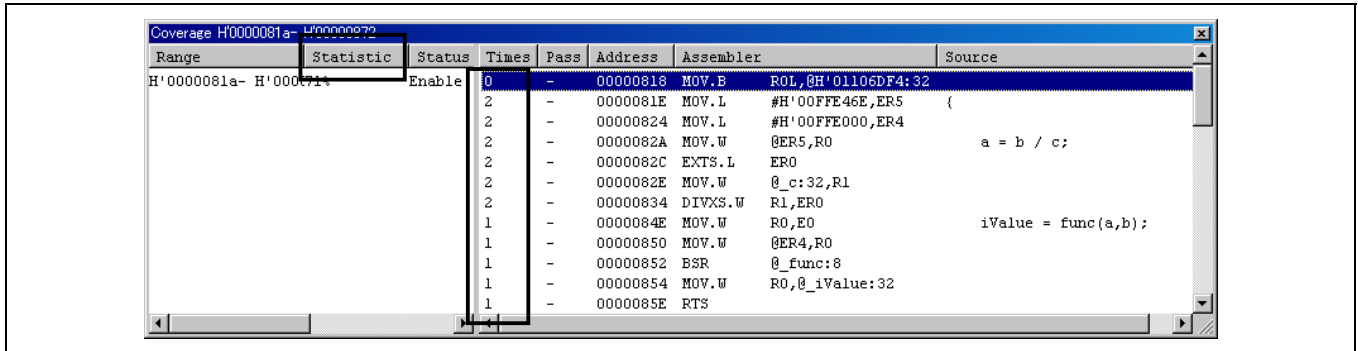 Coverage H'0000081a- H'00000872
Range Statistic Status Times Pass Address Assembler Source
H'0000081a- H'000 71% Enable 0 - 00000818 MOV.B R0L,@H'01106DF4:32
2 - 0000081E MOV.L #H'00FFE46E,ER5 {
2 - 00000824 MOV.L #H'00FFE000,ER4
2 - 0000082A MOV.W @ER5,R0 a = b / c;
2 - 0000082C EXTS.L ER0
2 - 0000082E MOV.W @_c:32,R1
2 - 00000834 DIVXS.W R1,ER0
1 - 0000084E MOV.W R0,E0 iValue = func(a,b);
1 - 00000850 MOV.W @ER4,R0
1 - 00000852 BSR @_func:8
1 - 00000854 MOV.W R0,@_iValue:32
1 - 0000085E RTS